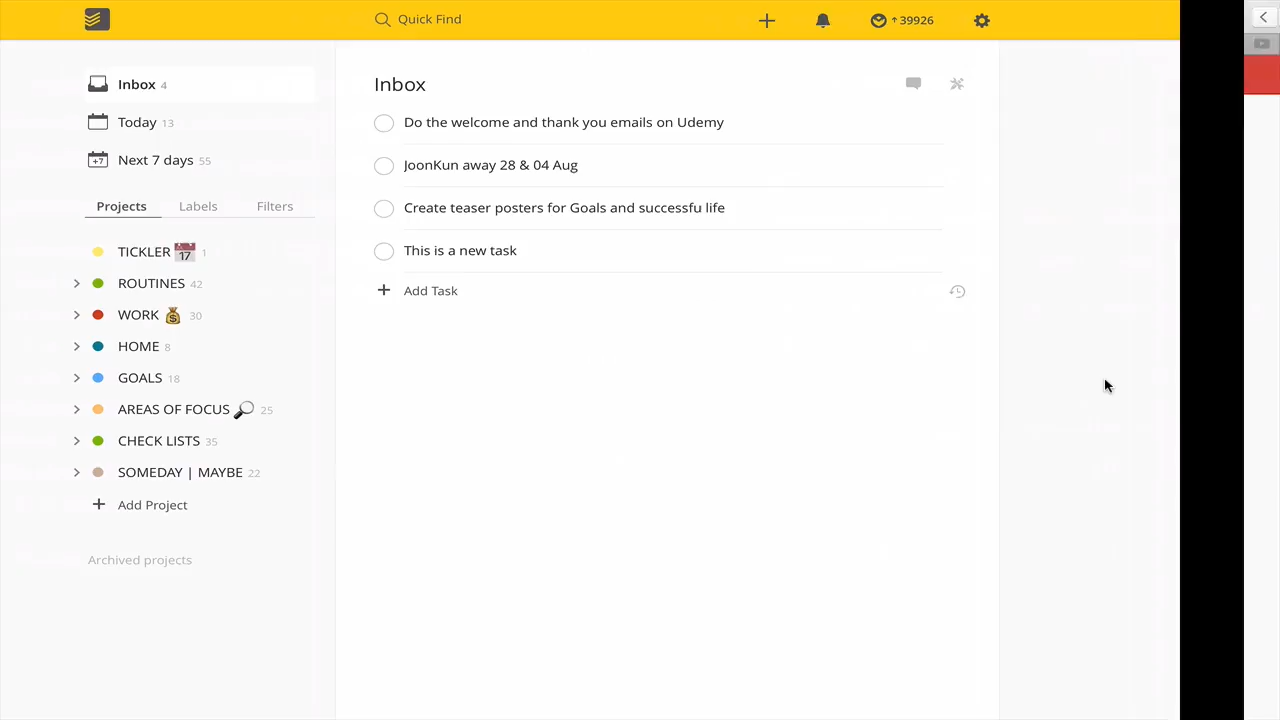 Quick Find
39926
Inbox 4
Today 13
+7 Next 7 days 55
Projects Labels Filters
TICKLER 17 1
ROUTINES 42
WORK 30
HOME 8
GOALS 18
AREAS OF FOCUS 25
CHECK LISTS 35
SOMEDAY | MAYBE 22
Add Project
Archived projects
Inbox
Do the welcome and thank you emails on Udemy
JoonKun away 28 & 04 Aug
Create teaser posters for Goals and successfu life
This is a new task
Add Task